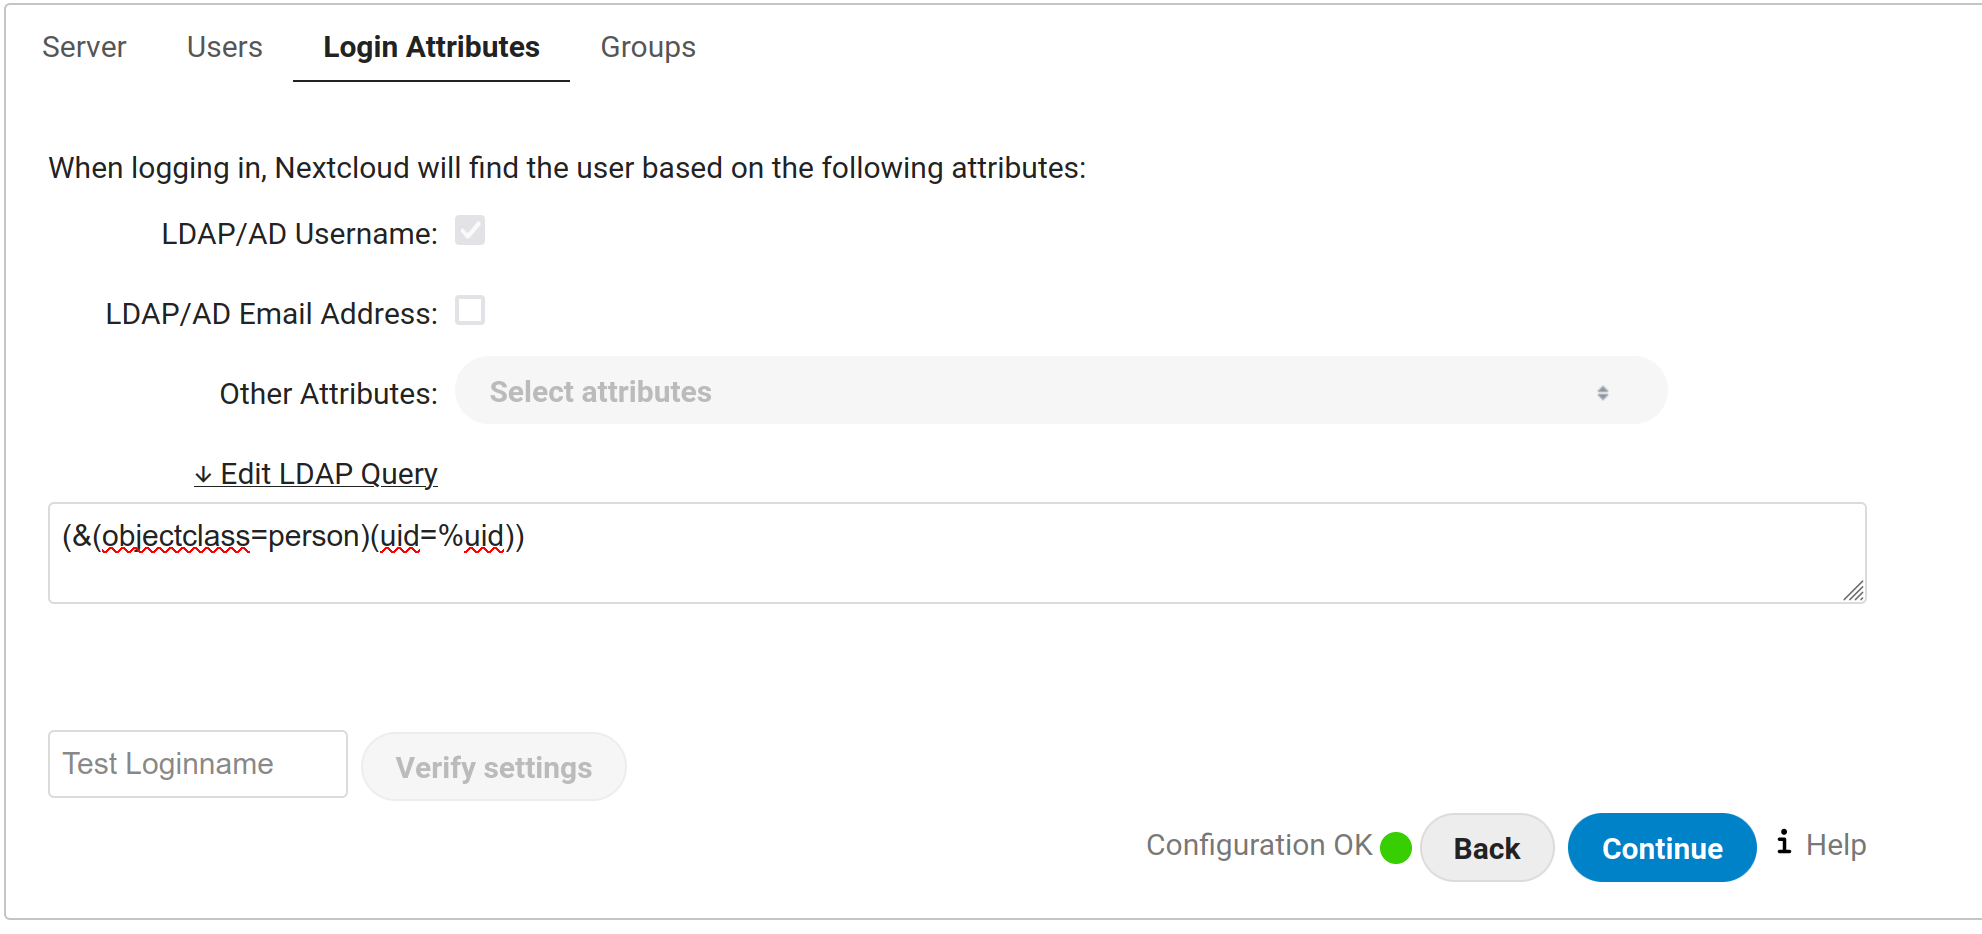 Server Users Login Attributes Groups
When logging in, Nextcloud will find the user based on the following attributes:
LDAP/AD Username:
LDAP/AD Email Address:
Other Attributes: Select attributes
↓ Edit LDAP Query
(&(objectclass=person)(uid=%uid))
Test Loginname Verify settings
Configuration OK Back Continue i Help